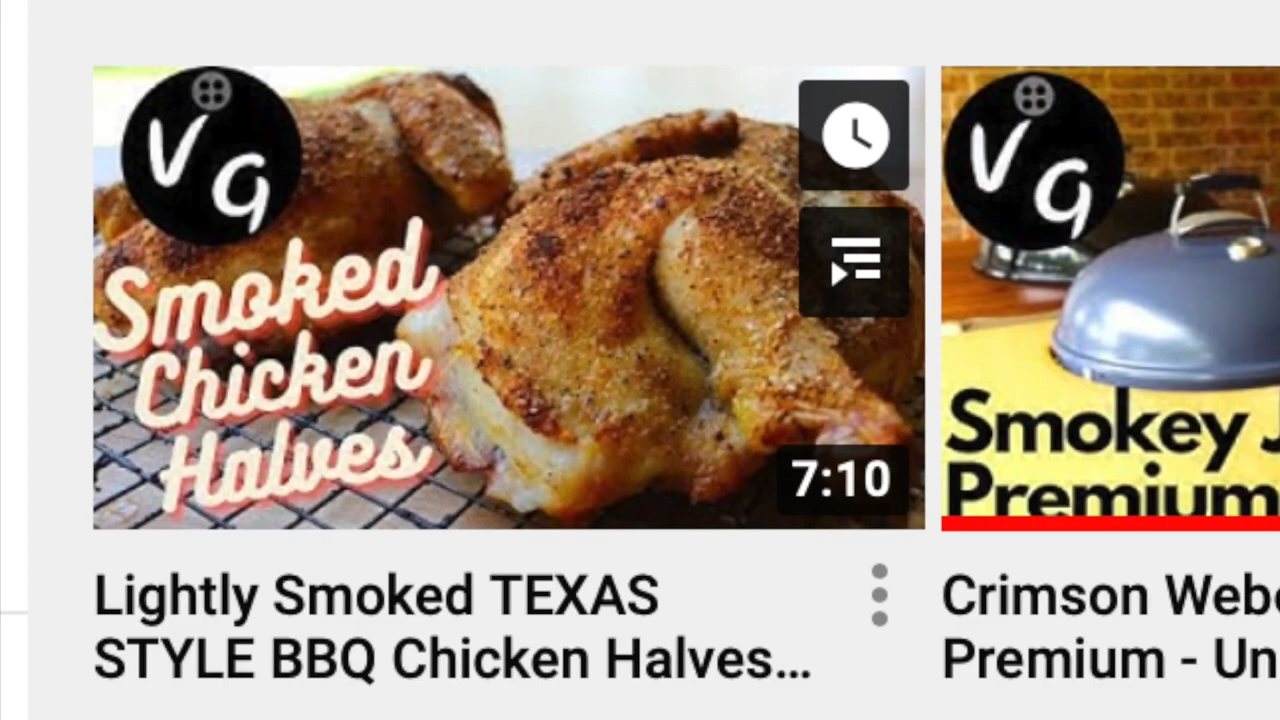 VG
Smoked
Chicken
Halves
7:10
Lightly Smoked TEXAS
STYLE BBQ Chicken Halves...
VG
Smokey J
Premium
Crimson Webe
Premium - Un